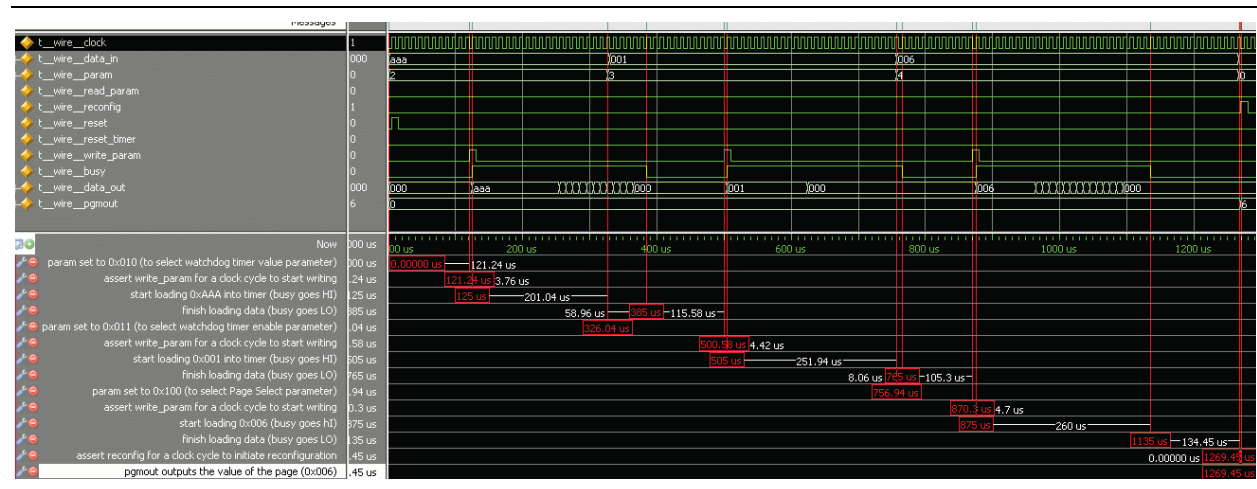 Messages
t__wire__clock 1
t__wire__data_in 000 aaa 001 006
t__wire__param 0 2 3 4 0
t__wire__read_param 0
t__wire__reconfig 1
t__wire__reset 0
t__wire__reset_timer 0
t__wire__write_param 0
t__wire__busy 0
t__wire__data_out 000 000 aaa 000 001 000 006 000
t__wire__pgmout 6 0 6
Now 000 us 00 us 200 us 400 us 600 us 800 us 1000 us 1200 us
param set to 0x010 (to select watchdog timer value parameter) 000 us 0.00000 us 121.24 us
assert write_param for a clock cycle to start writing .24 us 121.24 us 3.76 us
start loading 0xAAA into timer (busy goes HI) 125 us 125 us 201.04 us
finish loading data (busy goes LO) 385 us 58.96 us 385 us 115.58 us
param set to 0x011 (to select watchdog timer enable parameter) .04 us 326.04 us
assert write_param for a clock cycle to start writing .58 us 500.58 us 4.42 us
start loading 0x001 into timer (busy goes HI) 505 us 505 us 251.94 us
finish loading data (busy goes LO) 765 us 8.06 us 765 us 105.3 us
param set to 0x100 (to select Page Select parameter) .94 us 756.94 us
assert write_param for a clock cycle to start writing 0.3 us 870.3 us 4.7 us
start loading 0x006 (busy goes hI) 875 us 875 us 260 us
finish loading data (busy goes LO) 135 us 1135 us 134.45 us
assert reconfig for a clock cycle to initiate reconfiguration .45 us 0.00000 us 1269.45 us
pgmout outputs the value of the page (0x006) .45 us 1269.45 us